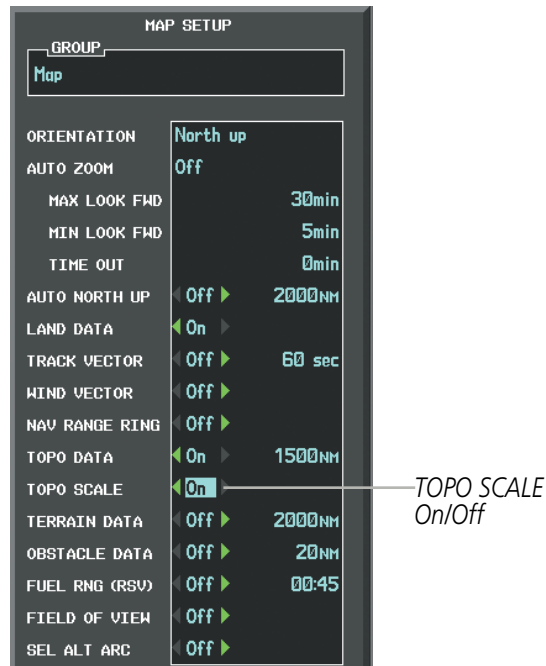 MAP SETUP
GROUP
Map
ORIENTATION North up
AUTO ZOOM Off
MAX LOOK FWD 30min
MIN LOOK FWD 5min
TIME OUT 0min
AUTO NORTH UP Off 2000NM
LAND DATA On
TRACK VECTOR Off 60 sec
WIND VECTOR Off
NAV RANGE RING Off
TOPO DATA On 1500NM
TOPO SCALE On
TOPO SCALE
On/Off
TERRAIN DATA Off 2000NM
OBSTACLE DATA Off 20NM
FUEL RNG (RSV) Off 00:45
FIELD OF VIEW Off
SEL ALT ARC Off